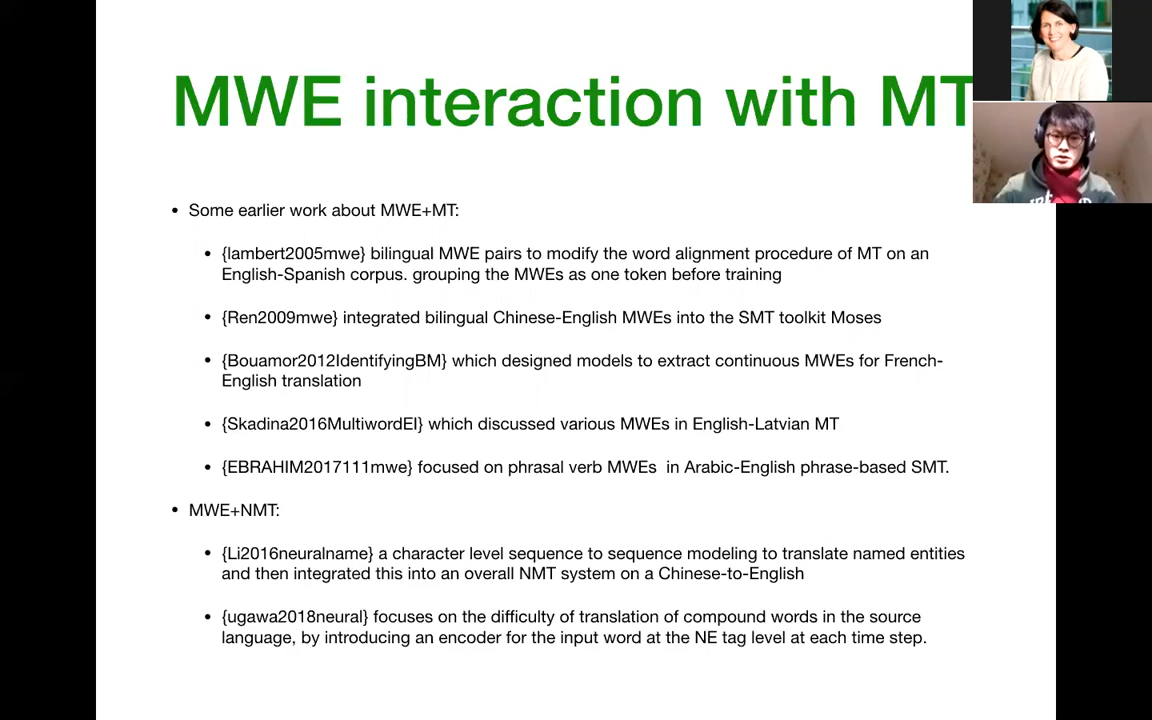 MWE interaction with MT
• Some earlier work about MWE+MT:
• {lambert2005mwe} bilingual MWE pairs to modify the word alignment procedure of MT on an
English-Spanish corpus. grouping the MWEs as one token before training
• {Ren2009mwe} integrated bilingual Chinese-English MWEs into the SMT toolkit Moses
• {Bouamor2012IdentifyingBM} which designed models to extract continuous MWEs for French-
English translation
• {Skadina2016MultiwordEI} which discussed various MWEs in English-Latvian MT
• {EBRAHIM2017111mwe} focused on phrasal verb MWEs in Arabic-English phrase-based SMT.
• MWE+NMT:
• {Li2016neuralname} a character level sequence to sequence modeling to translate named entities
and then integrated this into an overall NMT system on a Chinese-to-English
• {ugawa2018neural} focuses on the difficulty of translation of compound words in the source
language, by introducing an encoder for the input word at the NE tag level at each time step.